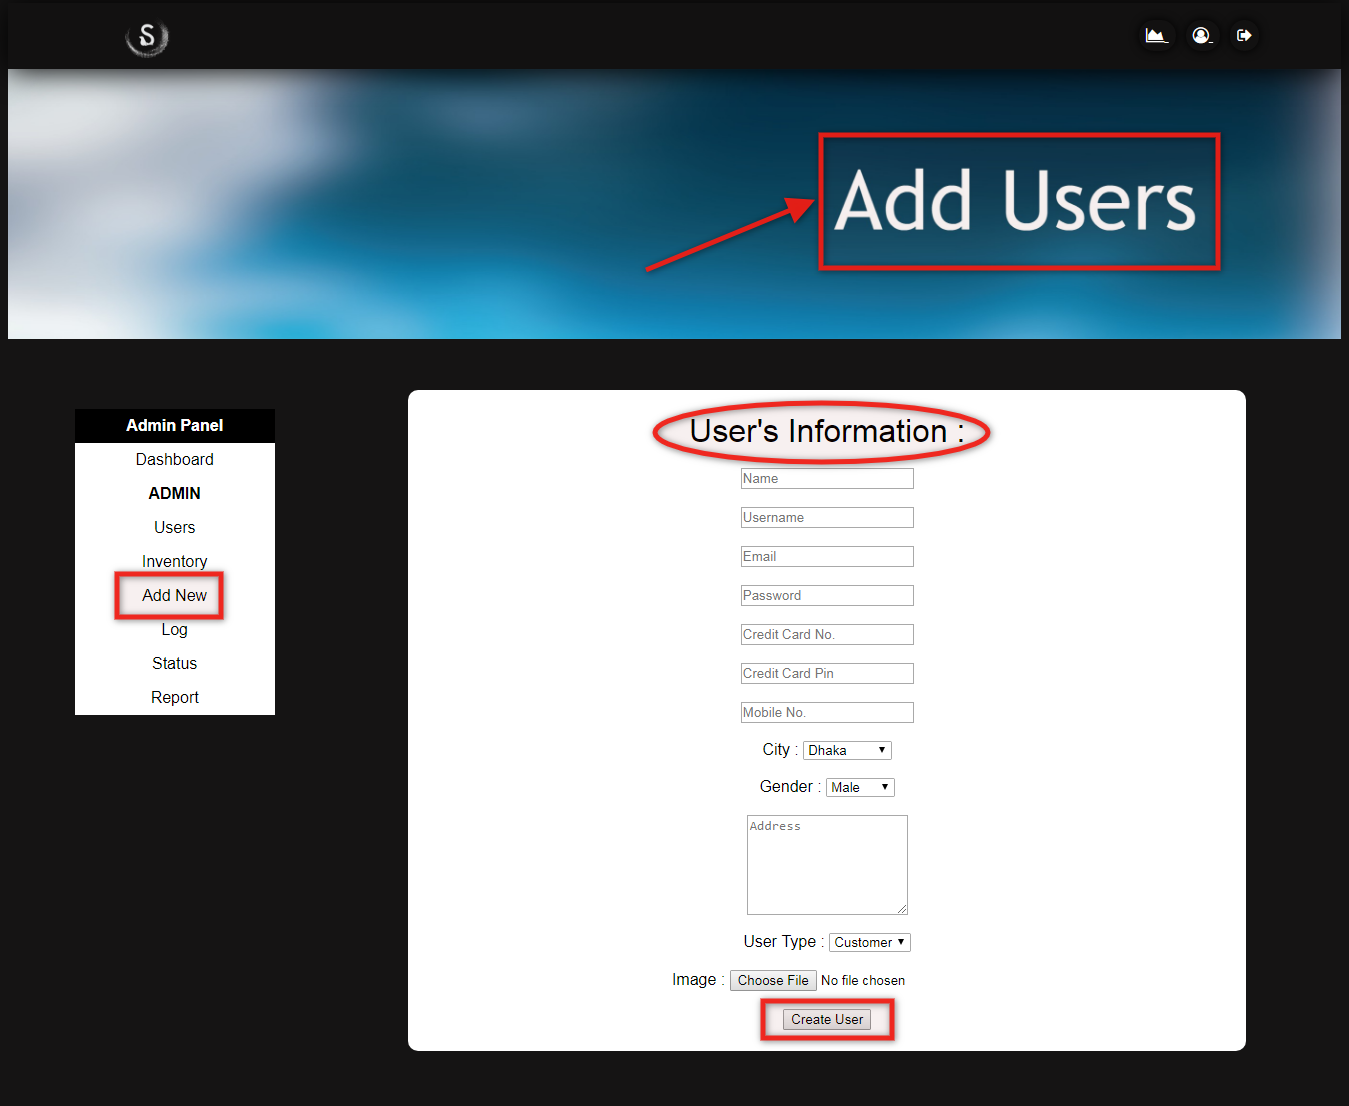 S
Add Users
Admin Panel
Dashboard
ADMIN
Users
Inventory
Add New
Log
Status
Report
User's Information :
Name
Username
Email
Password
Credit Card No.
Credit Card Pin
Mobile No.
City : Dhaka
Gender : Male
Address
User Type : Customer
Image : Choose File No file chosen
Create User